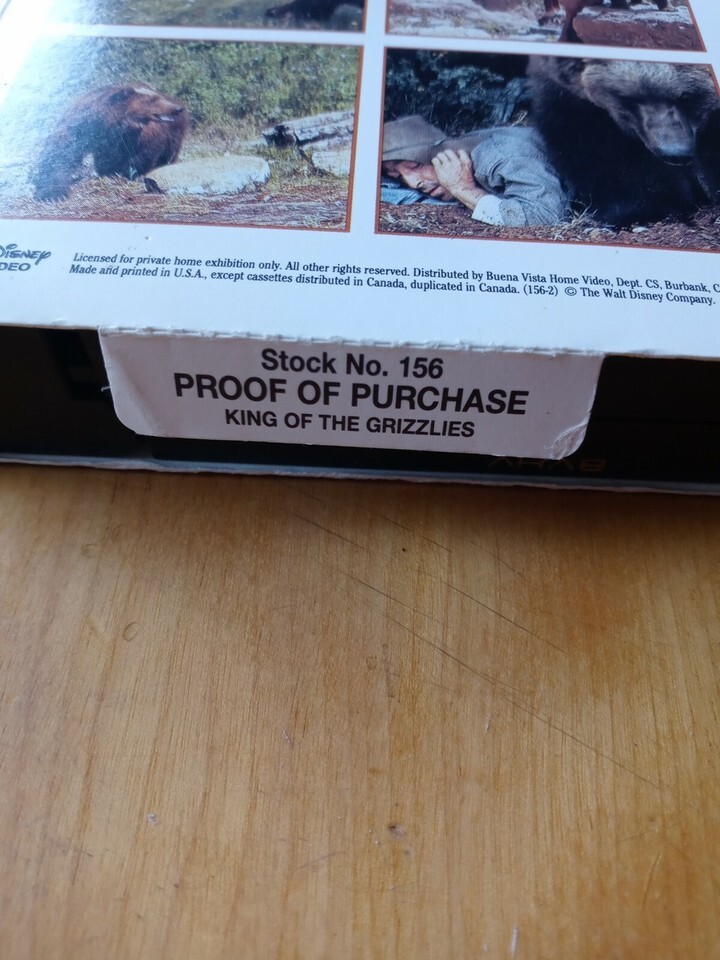 Disney
DEO
Licensed for private home exhibition only. All other rights reserved. Distributed by Buena Vista Home Video, Dept. CS, Burbank, C
Made and printed in U.S.A., except cassettes distributed in Canada, duplicated in Canada. (156-2) © The Walt Disney Company.
Stock No. 156
PROOF OF PURCHASE
KING OF THE GRIZZLIES